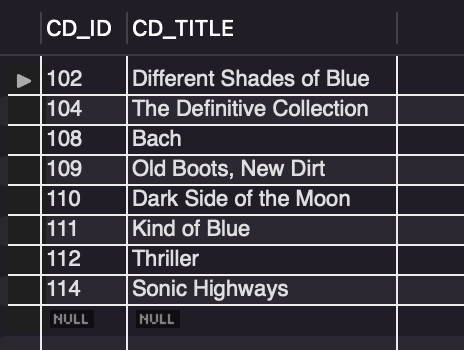 CD_ID CD_TITLE
102 Different Shades of Blue
104 The Definitive Collection
108 Bach
109 Old Boots, New Dirt
110 Dark Side of the Moon
111 Kind of Blue
112 Thriller
114 Sonic Highways
NULL NULL